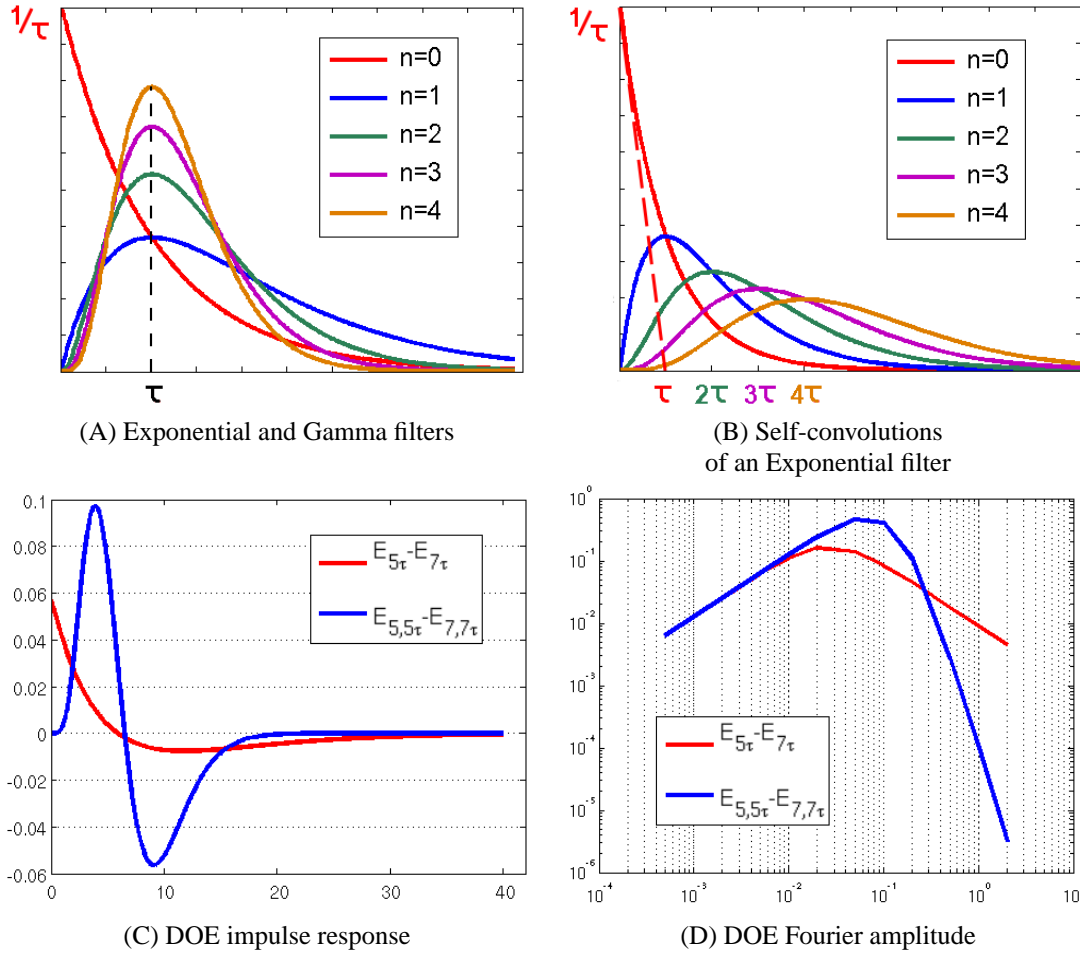 1/τ
n=0
n=1
n=2
n=3
n=4
τ
(A) Exponential and Gamma filters
1/τ
n=0
n=1
n=2
n=3
n=4
τ 2τ 3τ 4τ
(B) Self-convolutions
of an Exponential filter
0.1
0.08
0.06
0.04
0.02
0
-0.02
-0.04
-0.06
0 10 20 30 40
E5τ-E7τ
E5,5τ-E7,7τ
(C) DOE impulse response
10^0
10^-1
10^-2
10^-3
10^-4
10^-5
10^-6
10^-4 10^-3 10^-2 10^-1 10^0 10
E5τ-E7τ
E5,5τ-E7,7τ
(D) DOE Fourier amplitude